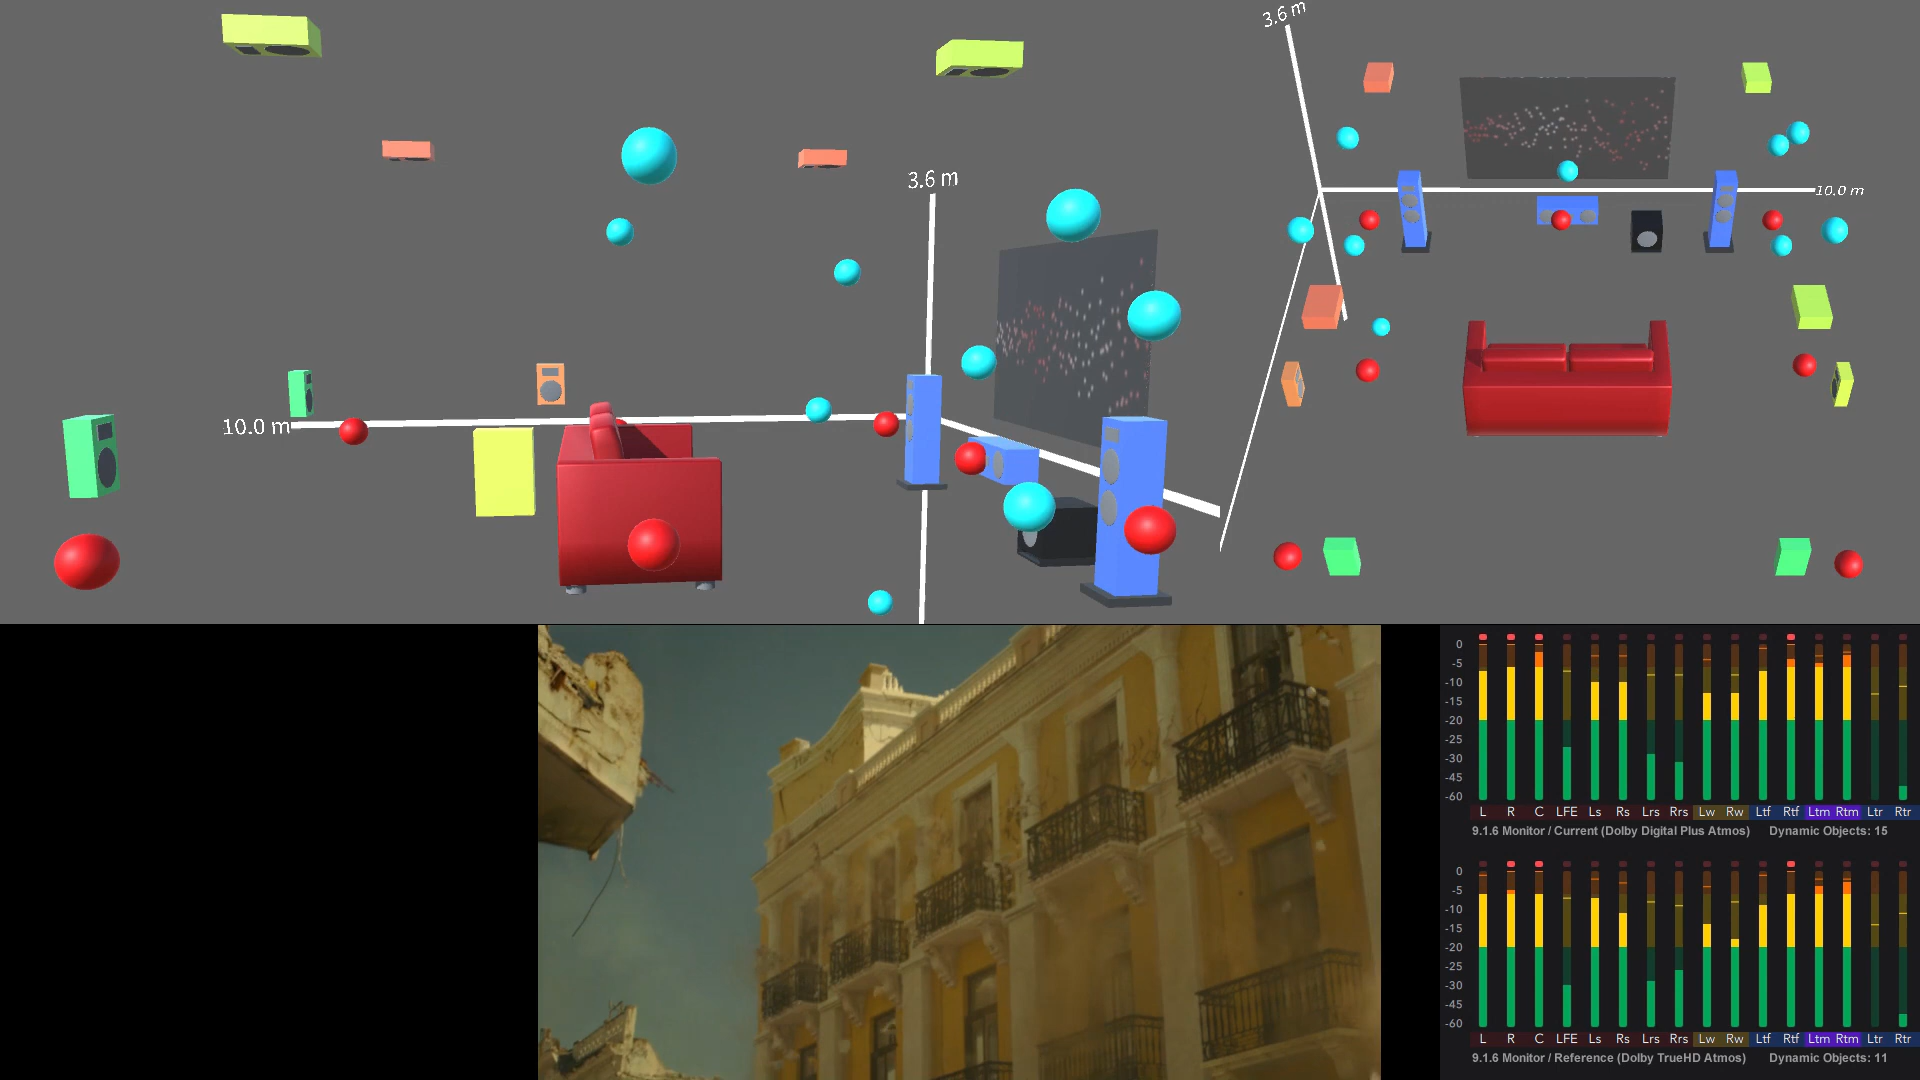 3.6 m
3.6 m
10.0 m
10.0 m
0
-5
-10
-15
-20
-25
-30
-45
-60
L R C LFE Ls Rs Lrs Rrs Lw Rw Ltf Rtf Ltm Rtm Ltr Rtr
9.1.6 Monitor / Current (Dolby Digital Plus Atmos) Dynamic Objects: 15
0
-5
-10
-15
-20
-25
-30
-45
-60
L R C LFE Ls Rs Lrs Rrs Lw Rw Ltf Rtf Ltm Rtm Ltr Rtr
9.1.6 Monitor / Reference (Dolby TrueHD Atmos) Dynamic Objects: 11